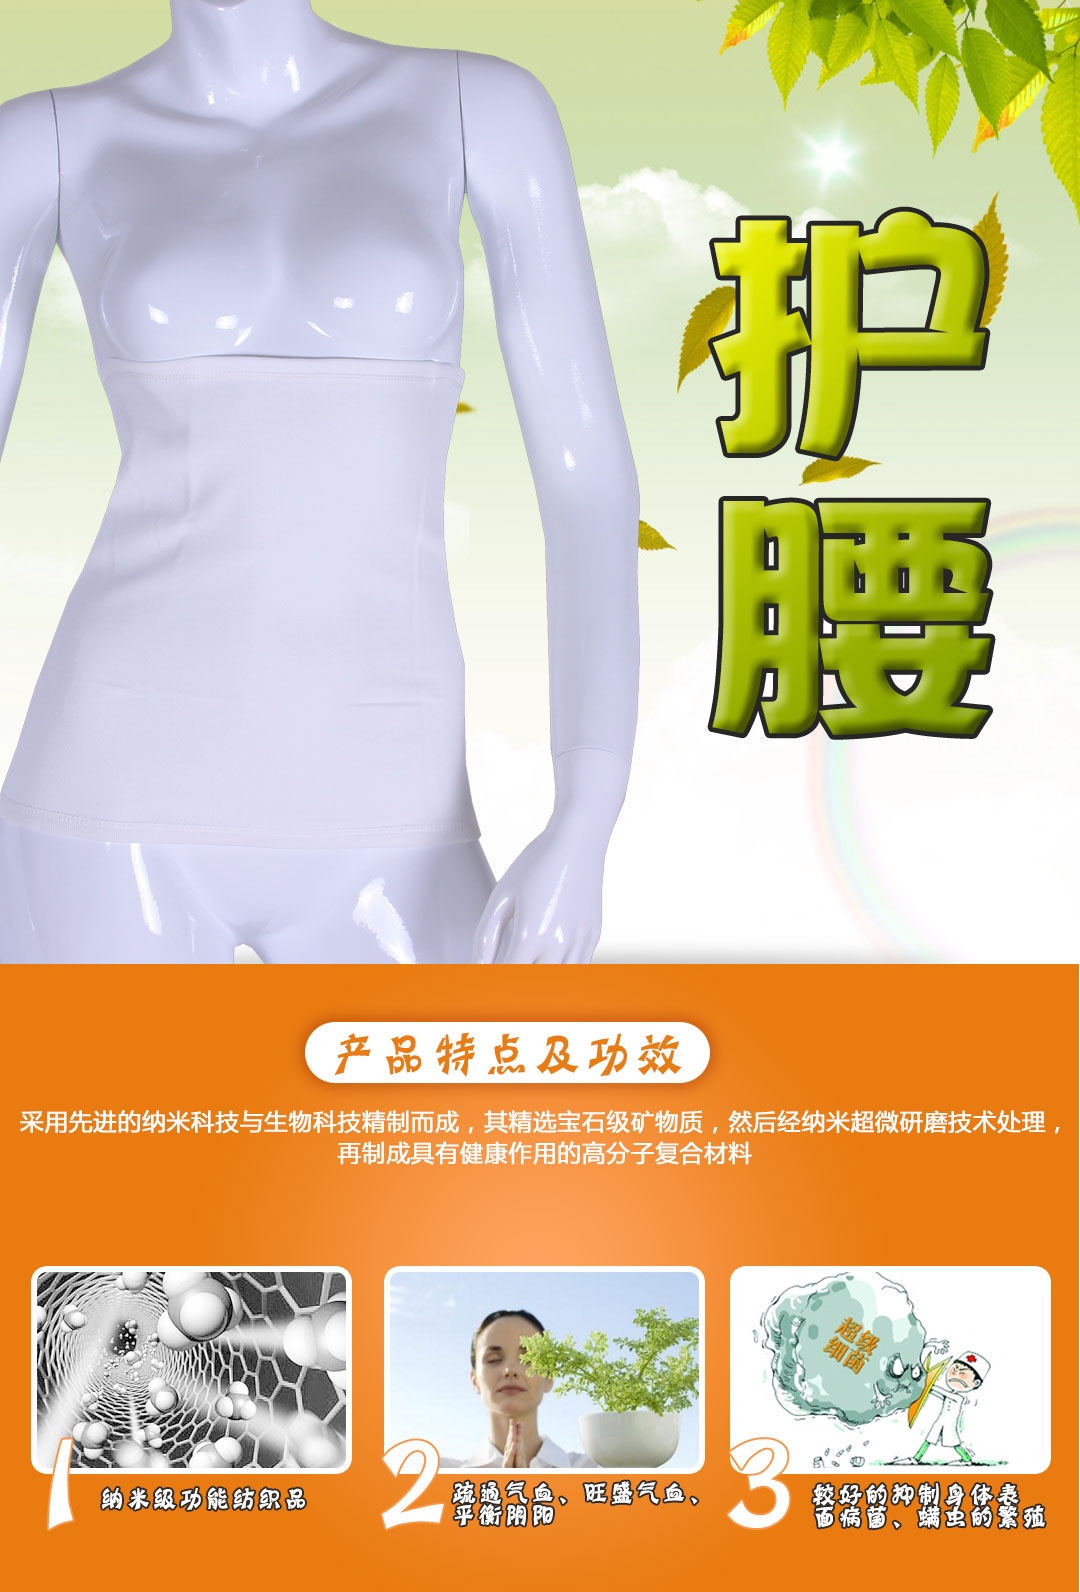 护
腰
产品特点及功效
采用先进的纳米科技与生物科技精制而成，其精选宝石级矿物质，然后经纳米超微研磨技术处理，
再制成具有健康作用的高分子复合材料
超级
细菌
1 纳米级功能纺织品
2 疏通气血、旺盛气血、
平衡阴阳
3 较好的抑制身体表
面病菌、螨虫的繁殖